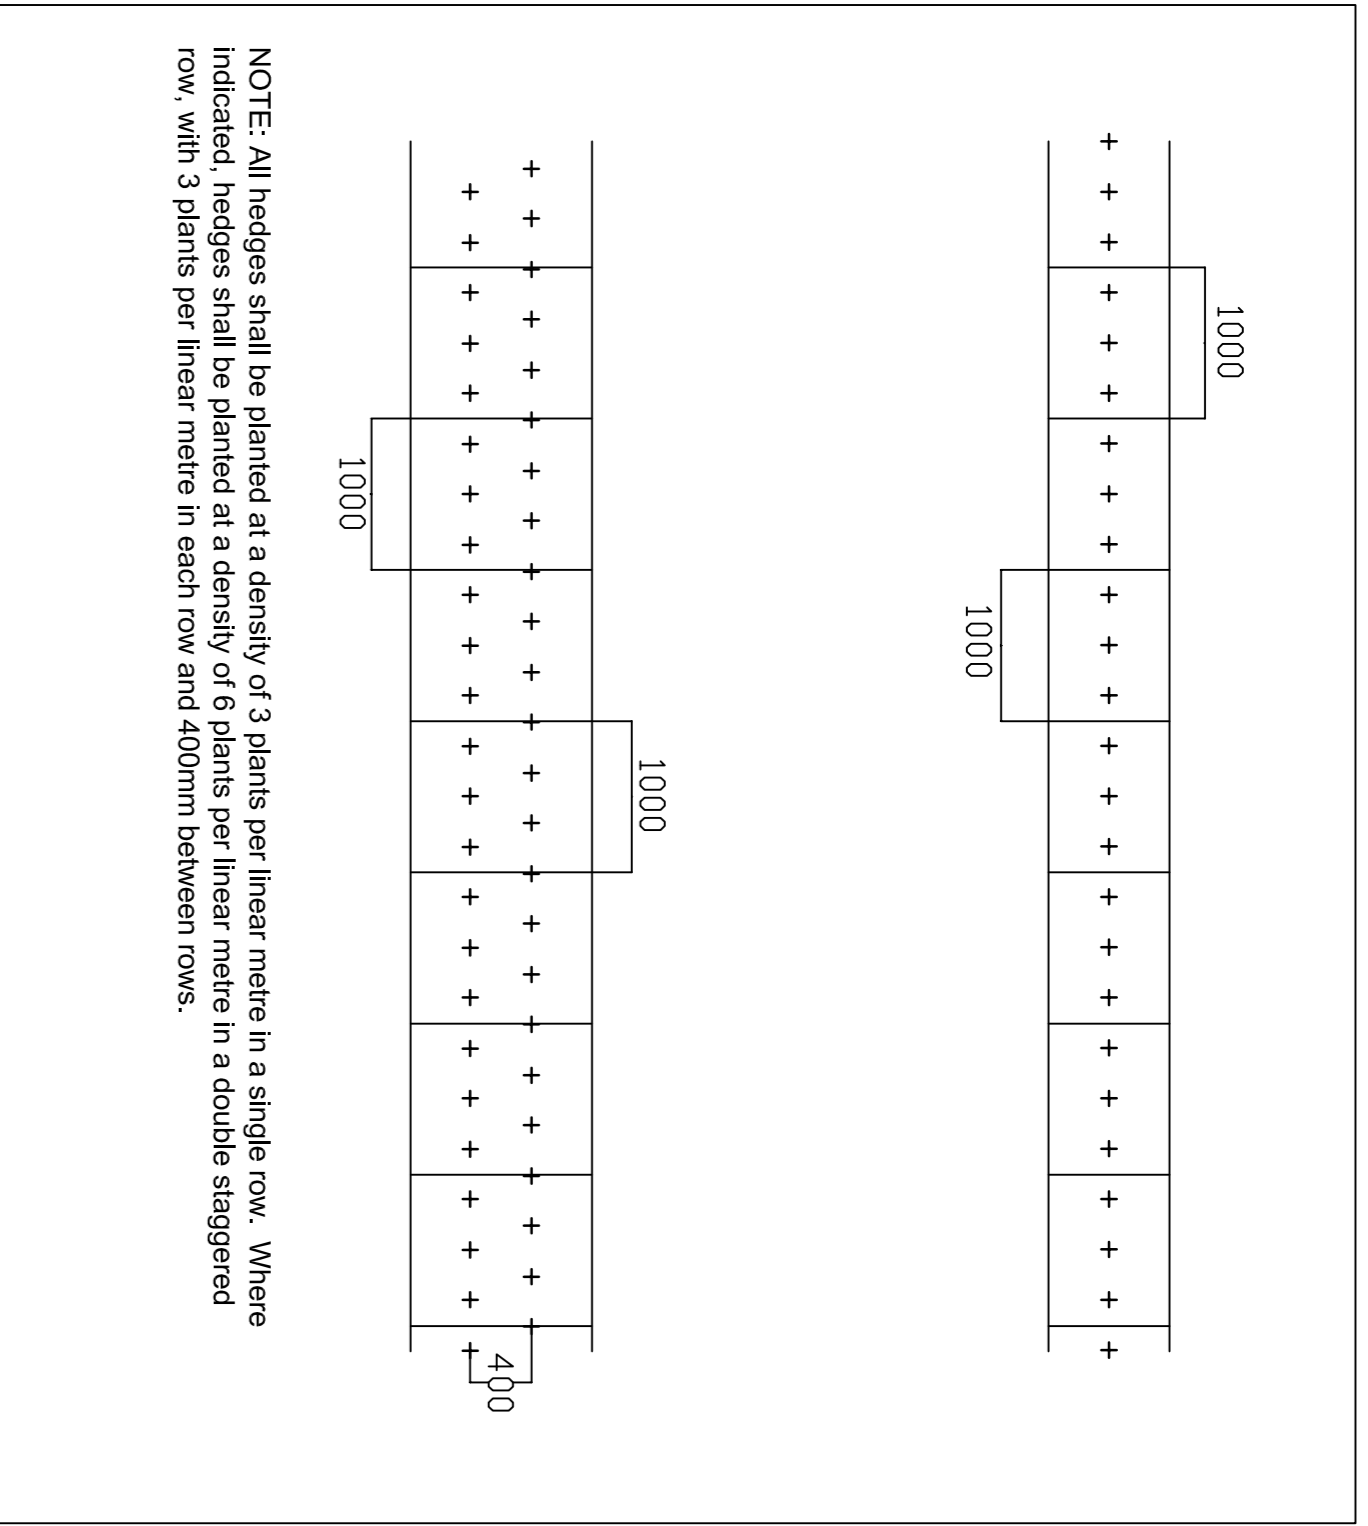 1000
1000
1000
1000
400
NOTE: All hedges shall be planted at a density of 3 plants per linear metre in a single row. Where
indicated, hedges shall be planted at a density of 6 plants per linear metre in a double staggered
row, with 3 plants per linear metre in each row and 400mm between rows.